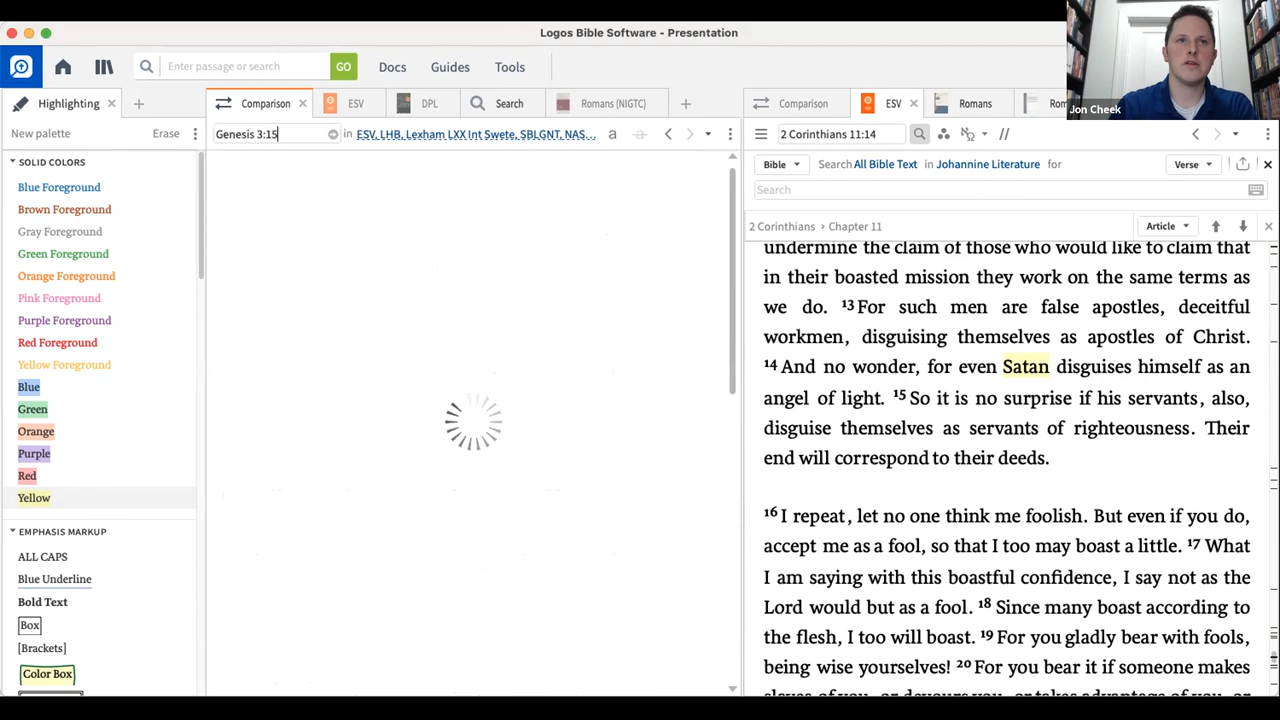 Logos Bible Software - Presentation
Enter passage or search
GO
Docs
Guides
Tools
Jon Cheek
Highlighting
Comparison
ESV
DPL
Search
Romans (NIGTC)
Comparison
ESV
Romans
New palette
Erase
Genesis 3:15
in
ESV, LHB, Lexham LXX Int Swete, SBLGNT, NAS...
a
a
2 Corinthians 11:14
//
SOLID COLORS
Blue Foreground
Brown Foreground
Gray Foreground
Green Foreground
Orange Foreground
Pink Foreground
Purple Foreground
Red Foreground
Yellow Foreground
Blue
Green
Orange
Purple
Red
Yellow
EMPHASIS MARKUP
ALL CAPS
Blue Underline
Bold Text
Box
[Brackets]
Color Box
Bible
Search All Bible Text in Johannine Literature for
Verse
Search
2 Corinthians › Chapter 11
Article
undermine the claim of those who would like to claim that
in their boasted mission they work on the same terms as
we do. 13 For such men are false apostles, deceitful
workmen, disguising themselves as apostles of Christ.
14 And no wonder, for even Satan disguises himself as an
angel of light. 15 So it is no surprise if his servants, also,
disguise themselves as servants of righteousness. Their
end will correspond to their deeds.
16 I repeat, let no one think me foolish. But even if you do,
accept me as a fool, so that I too may boast a little. 17 What
I am saying with this boastful confidence, I say not as the
Lord would but as a fool. 18 Since many boast according to
the flesh, I too will boast. 19 For you gladly bear with fools,
being wise yourselves! 20 For you bear it if someone makes